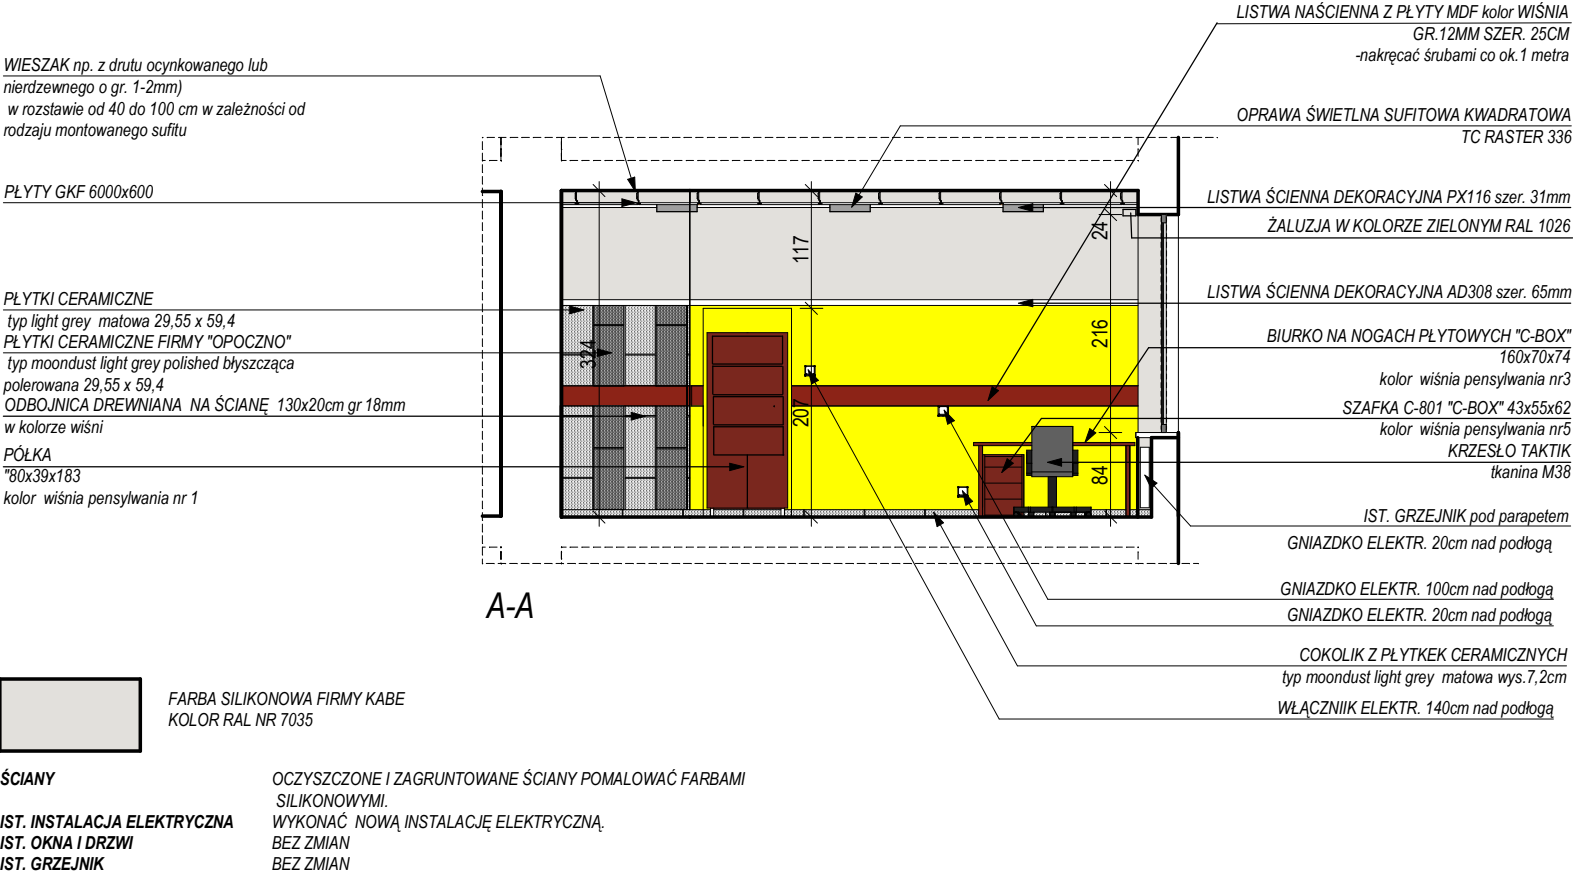 WIESZAK np. z drutu ocynkowanego lub
nierdzewnego o gr. 1-2mm)
w rozstawie od 40 do 100 cm w zależności od
rodzaju montowanego sufitu
PŁYTY GKF 6000x600
PŁYTKI CERAMICZNE
typ light grey matowa 29,55 x 59,4
PŁYTKI CERAMICZNE FIRMY "OPOCZNO"
typ moondust light grey polished błyszcząca
polerowana 29,55 x 59,4
ODBOJNICA DREWNIANA NA ŚCIANĘ 130x20cm gr 18mm
w kolorze wiśni
PÓŁKA
"80x39x183
kolor wiśnia pensylwania nr 1
LISTWA NAŚCIENNA Z PŁYTY MDF kolor WIŚNIA
GR.12MM SZER. 25CM
-nakręcać śrubami co ok.1 metra
OPRAWA ŚWIETLNA SUFITOWA KWADRATOWA
TC RASTER 336
LISTWA ŚCIENNA DEKORACYJNA PX116 szer. 31mm
ŻALUZJA W KOLORZE ZIELONYM RAL 1026
LISTWA ŚCIENNA DEKORACYJNA AD308 szer. 65mm
BIURKO NA NOGACH PŁYTOWYCH "C-BOX"
160x70x74
kolor wiśnia pensylwania nr3
SZAFKA C-801 "C-BOX" 43x55x62
kolor wiśnia pensylwania nr5
KRZESŁO TAKTIK
tkanina M38
IST. GRZEJNIK pod parapetem
GNIAZDKO ELEKTR. 20cm nad podłogą
GNIAZDKO ELEKTR. 100cm nad podłogą
GNIAZDKO ELEKTR. 20cm nad podłogą
COKOLIK Z PŁYTKEK CERAMICZNYCH
typ moondust light grey matowa wys.7,2cm
WŁĄCZNIIK ELEKTR. 140cm nad podłogą
117
24
324
216
207
84
A-A
FARBA SILIKONOWA FIRMY KABE
KOLOR RAL NR 7035
ŚCIANY OCZYSZCZONE I ZAGRUNTOWANE ŚCIANY POMALOWAĆ FARBAMI
SILIKONOWYMI.
IST. INSTALACJA ELEKTRYCZNA WYKONAĆ NOWĄ INSTALACJĘ ELEKTRYCZNĄ.
IST. OKNA I DRZWI BEZ ZMIAN
IST. GRZEJNIK BEZ ZMIAN